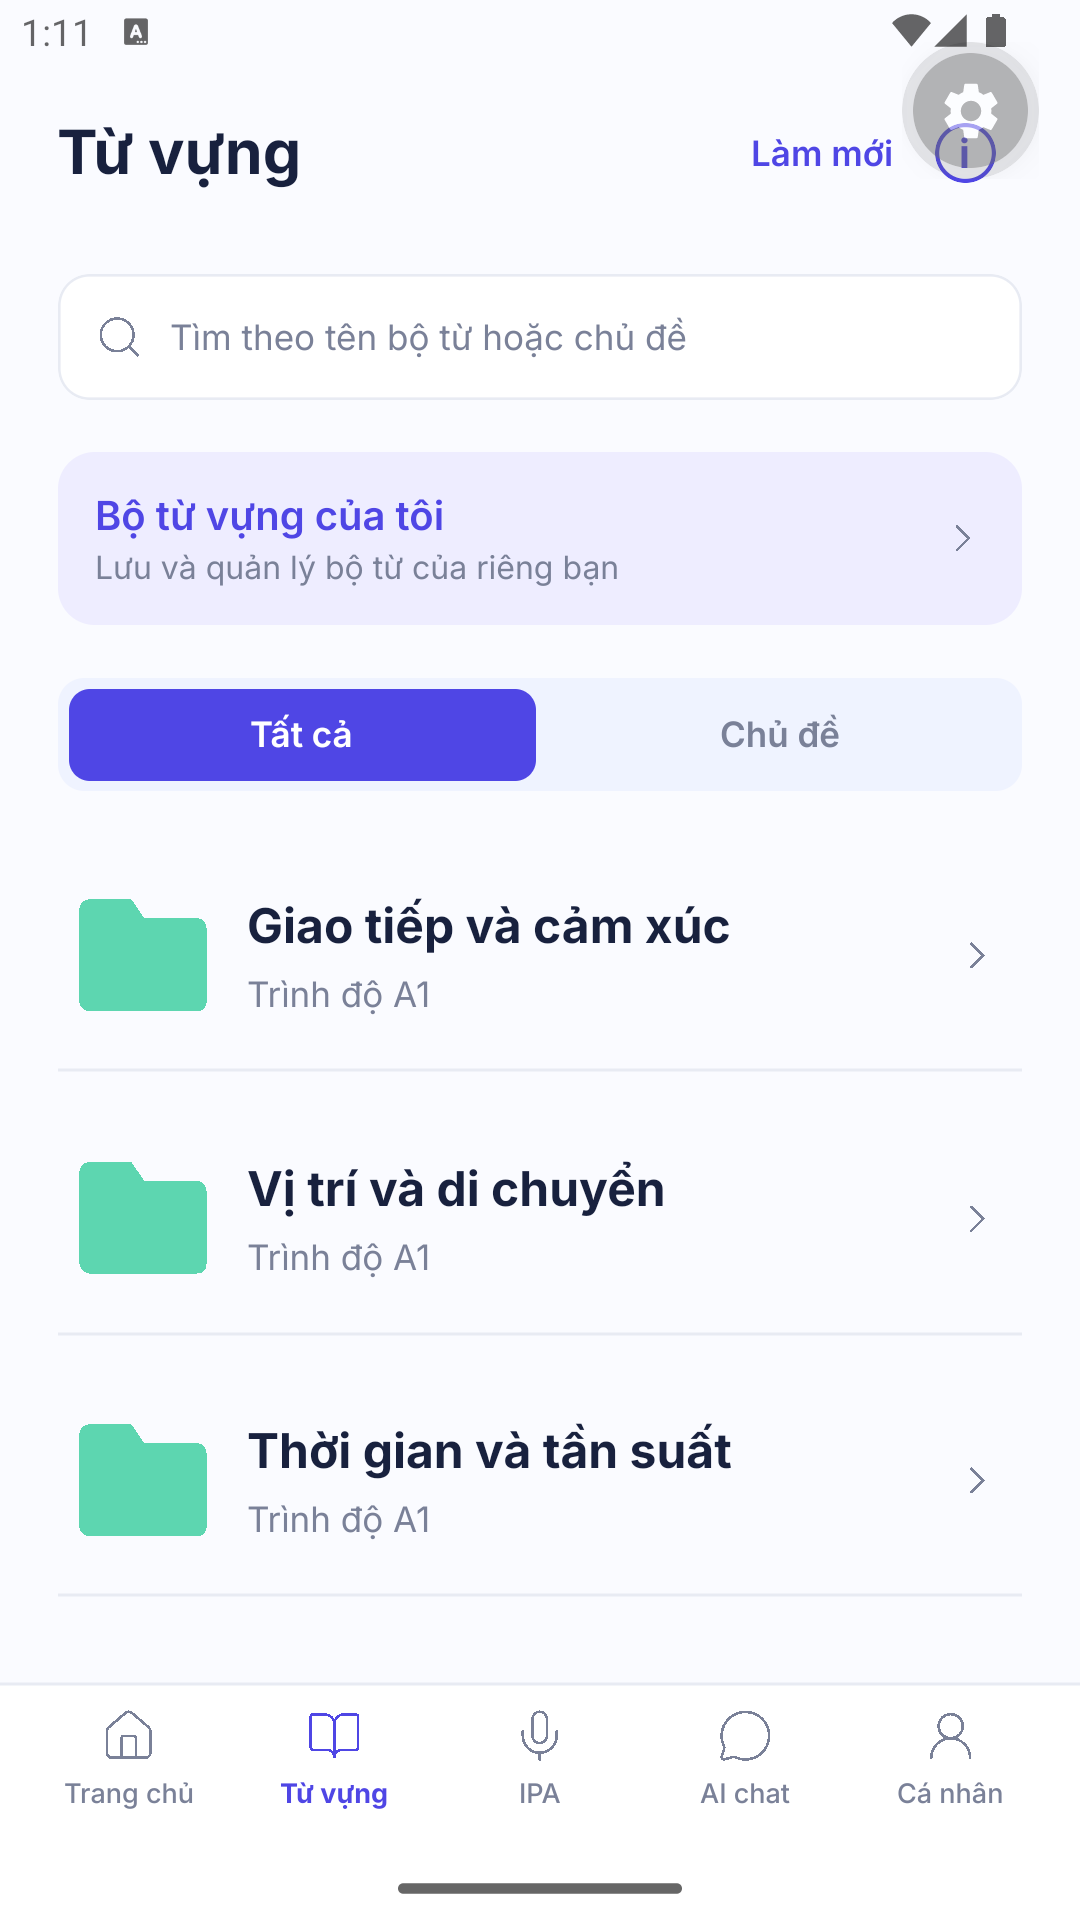 1:11
Từ vựng
Làm mới
Tìm theo tên bộ từ hoặc chủ đề
Bộ từ vựng của tôi
Lưu và quản lý bộ từ của riêng bạn
Tất cả
Chủ đề
Giao tiếp và cảm xúc
Trình độ A1
Vị trí và di chuyển
Trình độ A1
Thời gian và tần suất
Trình độ A1
Trang chủ
Từ vựng
IPA
AI chat
Cá nhân